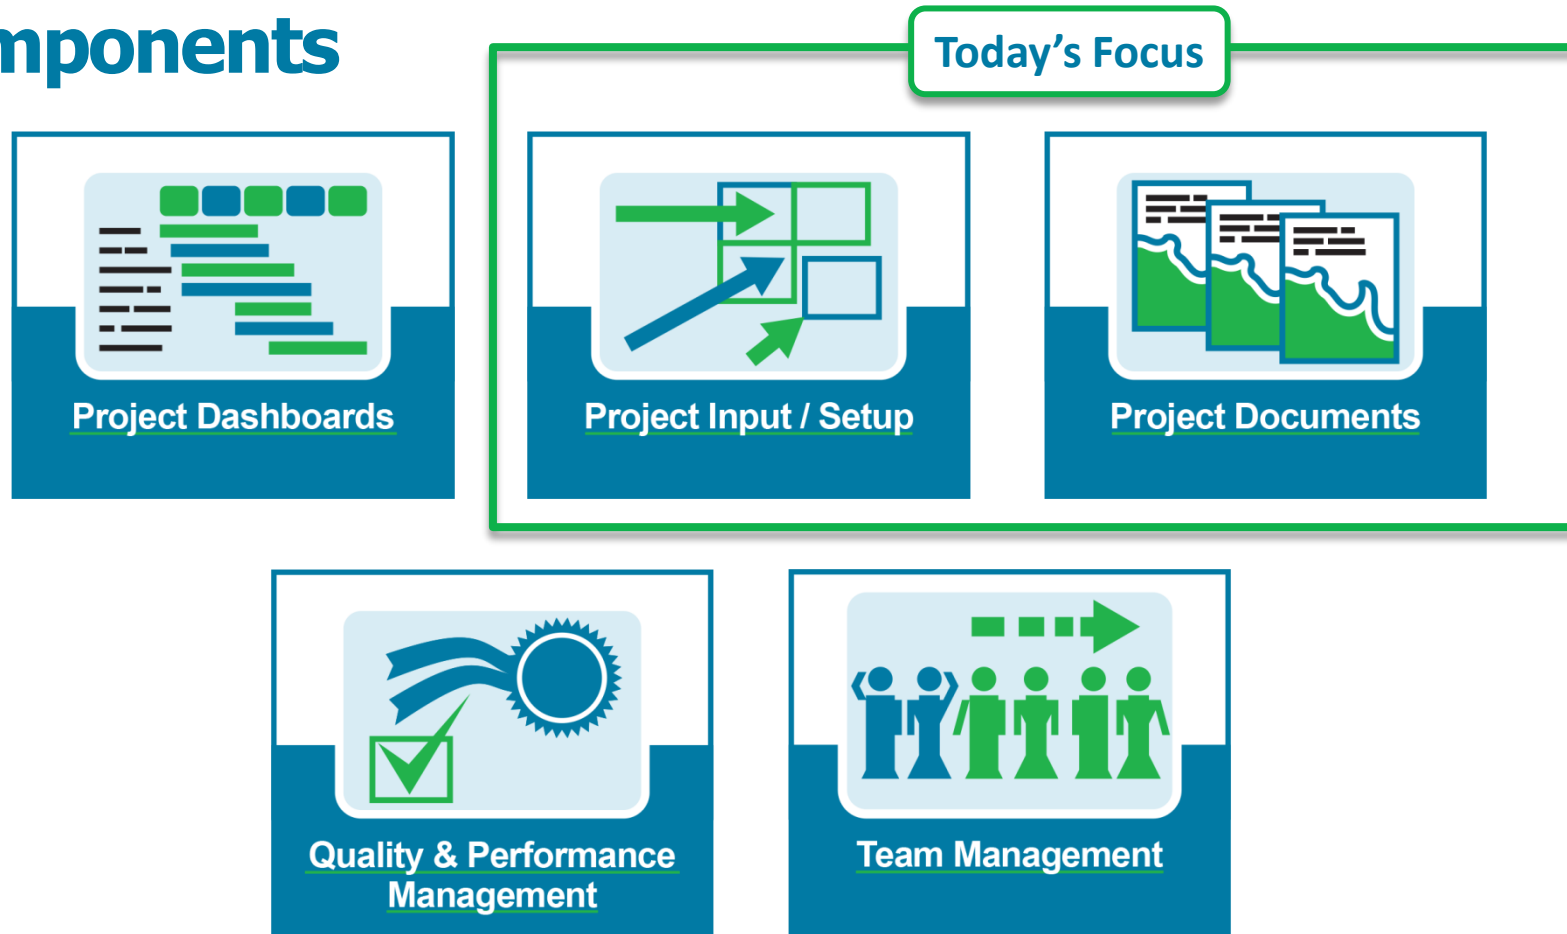 mponents
Today's Focus
Project Dashboards
Project Input / Setup
Project Documents
Quality & Performance
Management
Team Management